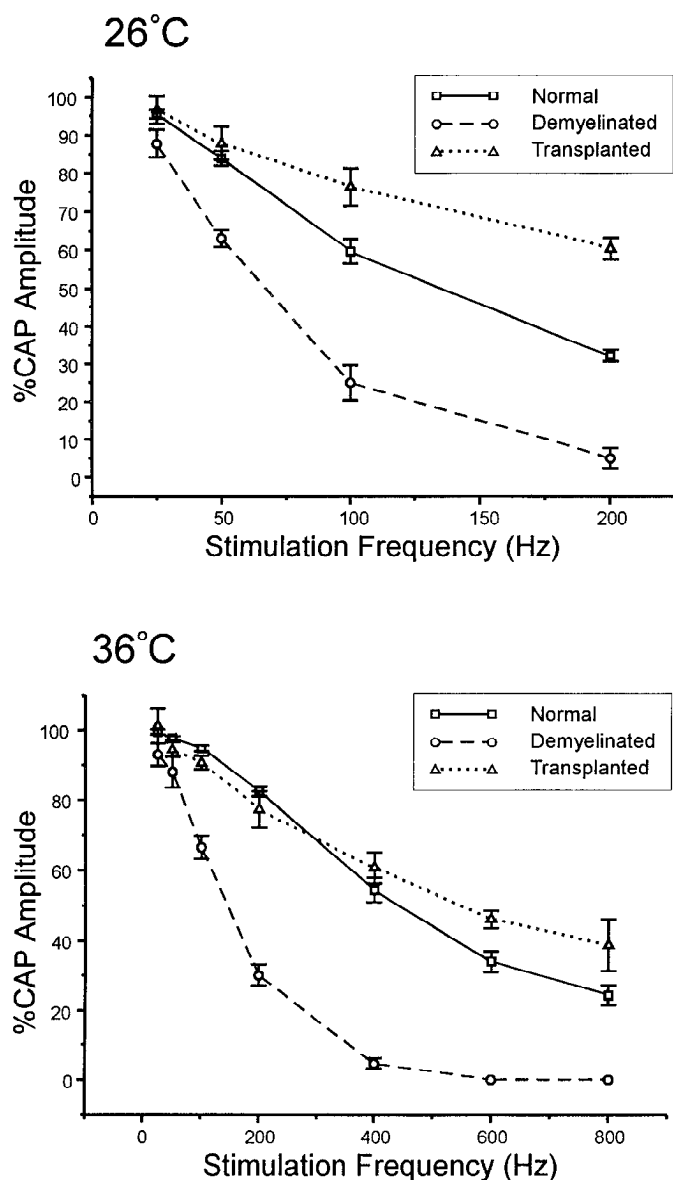 26°C
Normal
Demyelinated
Transplanted
100
90
80
70
60
50
40
30
20
10
0
%CAP Amplitude
0 50 100 150 200
Stimulation Frequency (Hz)
36°C
Normal
Demyelinated
Transplanted
100
80
60
40
20
0
%CAP Amplitude
0 200 400 600 800
Stimulation Frequency (Hz)